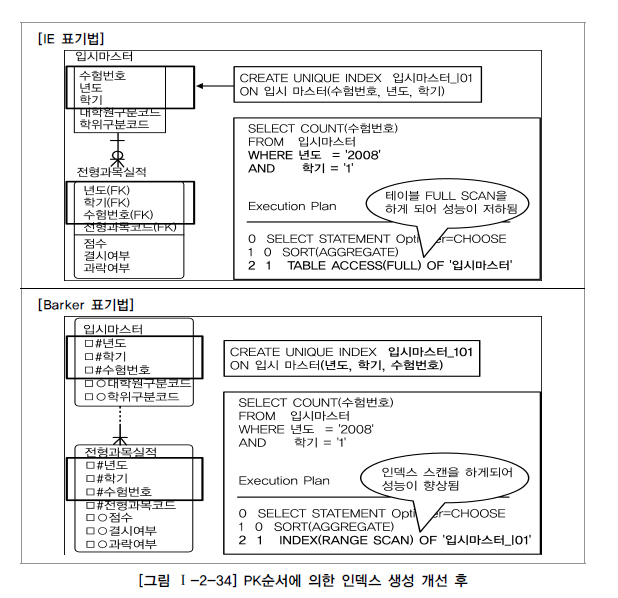 [IE 표기법]
입시마스터
수험번호
년도
학기
대학원구분코드
학위구분코드
CREATE UNIQUE INDEX 입시마스터_I01
ON 입시 마스터(수험번호, 년도, 학기)
전형과목실적
년도(FK)
학기(FK)
수험번호(FK)
전형과목코드(FK)
점수
결시여부
과락여부
SELECT COUNT(수험번호)
FROM 입시마스터
WHERE 년도 = '2008'
AND 학기 = '1'
테이블 FULL SCAN을
하게 되어 성능이 저하됨
Execution Plan
0 SELECT STATEMENT Optimizer=CHOOSE
1 0 SORT(AGGREGATE)
2 1 TABLE ACCESS(FULL) OF '입시마스터'
[Barker 표기법]
입시마스터
□#년도
□#학기
□#수험번호
□○대학원구분코드
□○학위구분코드
CREATE UNIQUE INDEX 입시마스터_101
ON 입시 마스터(년도, 학기, 수험번호)
전형과목실적
□#년도
□#학기
□#수험번호
□#전형과목코드
□○점수
□○결시여부
□○과락여부
SELECT COUNT(수험번호)
FROM 입시마스터
WHERE 년도 = '2008'
AND 학기 = '1'
인덱스 스캔을 하게되어
성능이 향상됨
Execution Plan
0 SELECT STATEMENT Optimizer=CHOOSE
1 0 SORT(AGGREGATE)
2 1 INDEX(RANGE SCAN) OF '입시마스터_I01'
[그림 Ⅰ-2-34] PK순서에 의한 인덱스 생성 개선 후